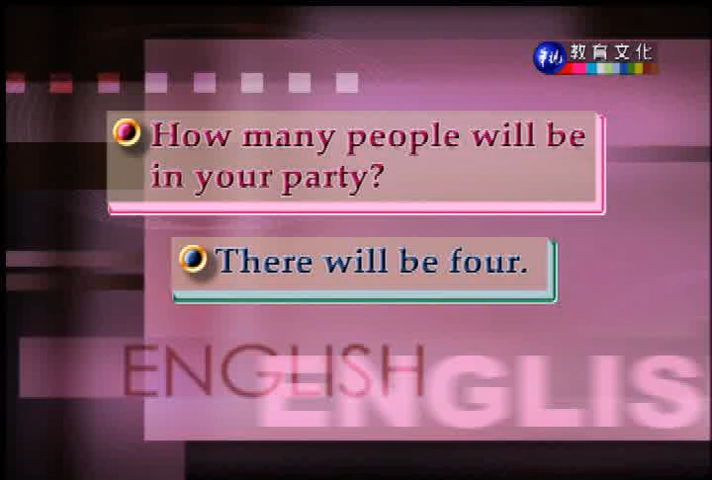 教育文化
How many people will be
in your party?
There will be four.
ENGLISH
ENGLIS